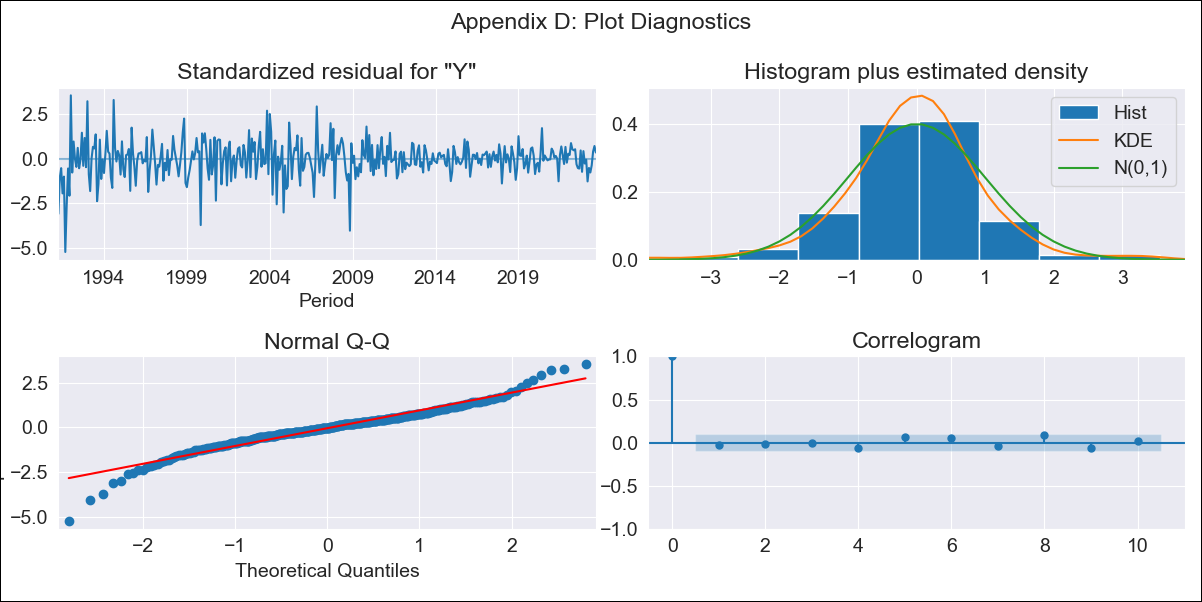 Appendix D: Plot Diagnostics
Standardized residual for "Y"
2.5
0.0
−2.5
−5.0
1994 1999 2004 2009 2014 2019
Period
Histogram plus estimated density
0.4
0.2
0.0
Hist
KDE
N(0,1)
−3 −2 −1 0 1 2 3
Normal Q-Q
2.5
0.0
−2.5
−5.0
−2 −1 0 1 2
Theoretical Quantiles
Correlogram
1.0
0.5
0.0
−0.5
−1.0
0 2 4 6 8 10